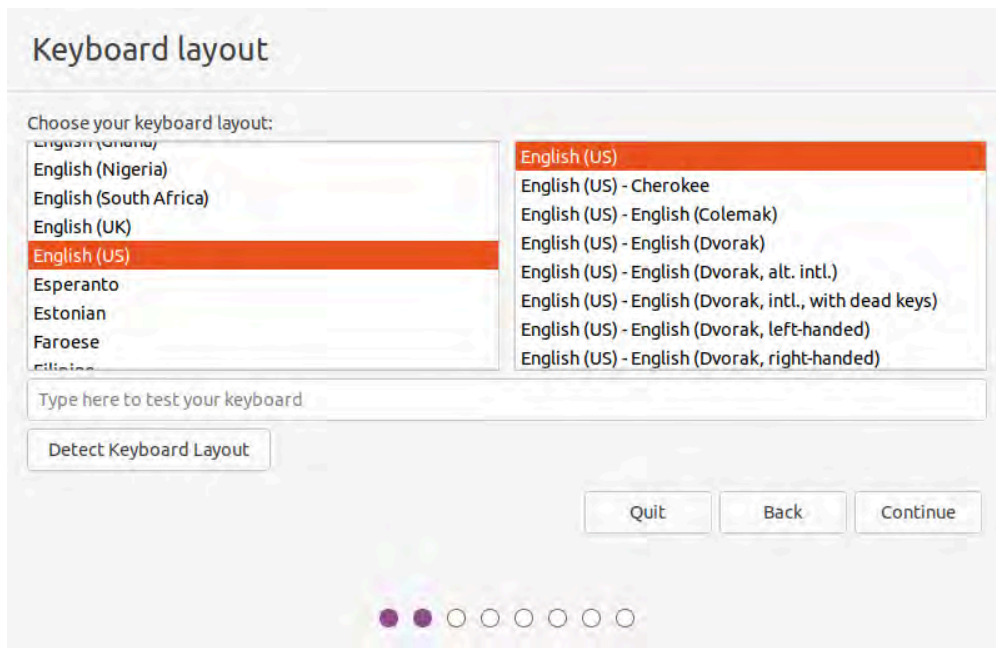 Keyboard layout
Choose your keyboard layout:
English (Ghana)
English (Nigeria)
English (South Africa)
English (UK)
English (US)
Esperanto
Estonian
Faroese
Filipino
English (US)
English (US) - Cherokee
English (US) - English (Colemak)
English (US) - English (Dvorak)
English (US) - English (Dvorak, alt. intl.)
English (US) - English (Dvorak, intl., with dead keys)
English (US) - English (Dvorak, left-handed)
English (US) - English (Dvorak, right-handed)
Type here to test your keyboard
Detect Keyboard Layout
Quit
Back
Continue